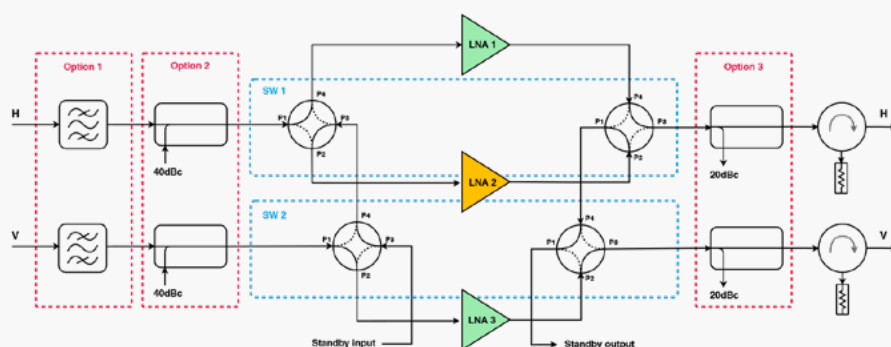 LNA 1
Option 1
Option 2
Option 3
SW 1
P4
P4
H
P1
P3
P1
P3
H
P2
P2
40dBc
LNA 2
20dBc
SW 2
P4
P4
V
P1
P3
P1
P3
V
P2
P2
40dBc
LNA 3
20dBc
Standby input
Standby output